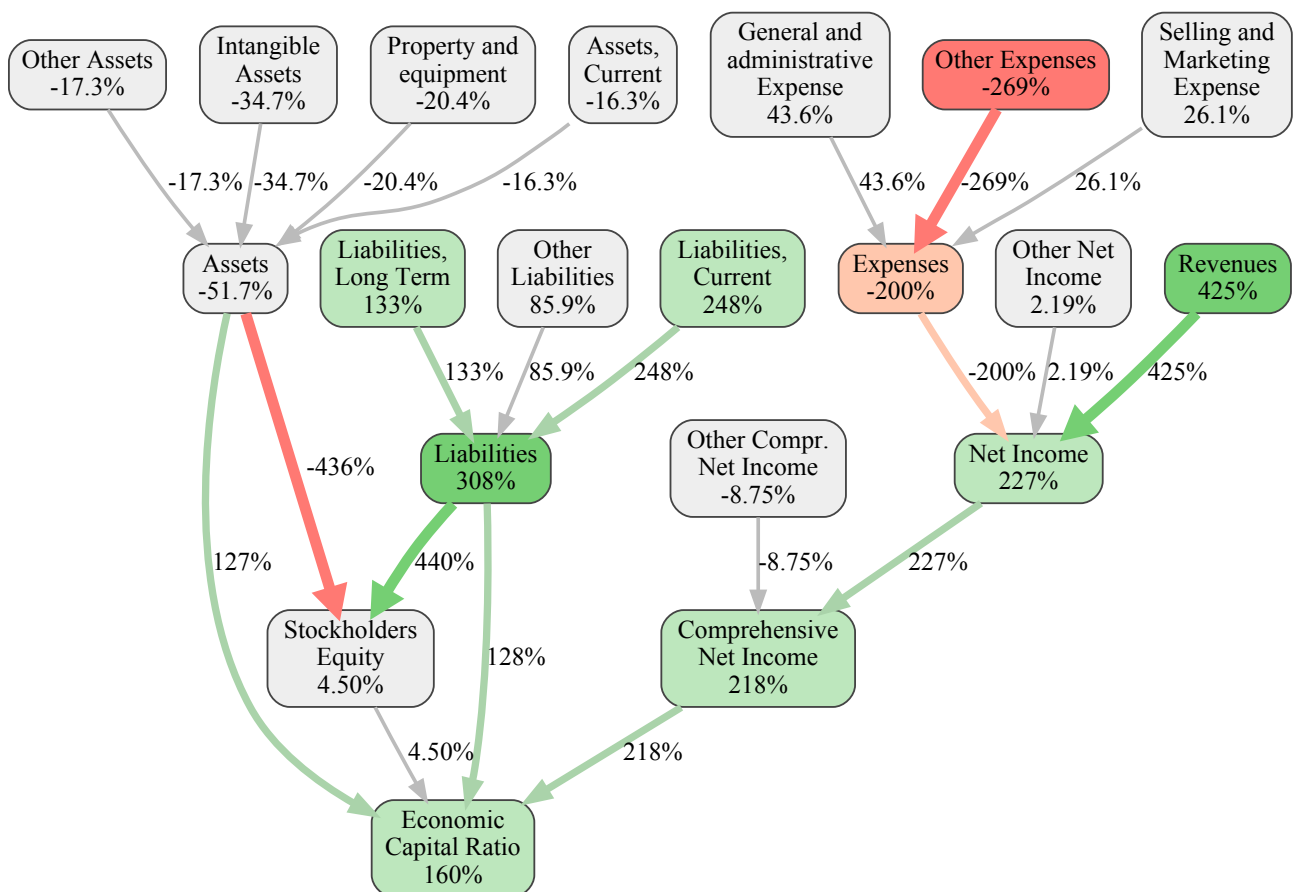 Other Assets
-17.3%
Intangible
Assets
-34.7%
Property and
equipment
-20.4%
Assets,
Current
-16.3%
General and
administrative
Expense
43.6%
Other Expenses
-269%
Selling and
Marketing
Expense
26.1%
-17.3%
-34.7%
-20.4%
-16.3%
43.6%
-269%
26.1%
Assets
-51.7%
Liabilities,
Long Term
133%
Other
Liabilities
85.9%
Liabilities,
Current
248%
Expenses
-200%
Other Net
Income
2.19%
Revenues
425%
133%
85.9%
248%
-200%
2.19%
425%
-436%
Liabilities
308%
Other Compr.
Net Income
-8.75%
Net Income
227%
127%
440%
128%
-8.75%
227%
Stockholders
Equity
4.50%
Comprehensive
Net Income
218%
4.50%
218%
Economic
Capital Ratio
160%